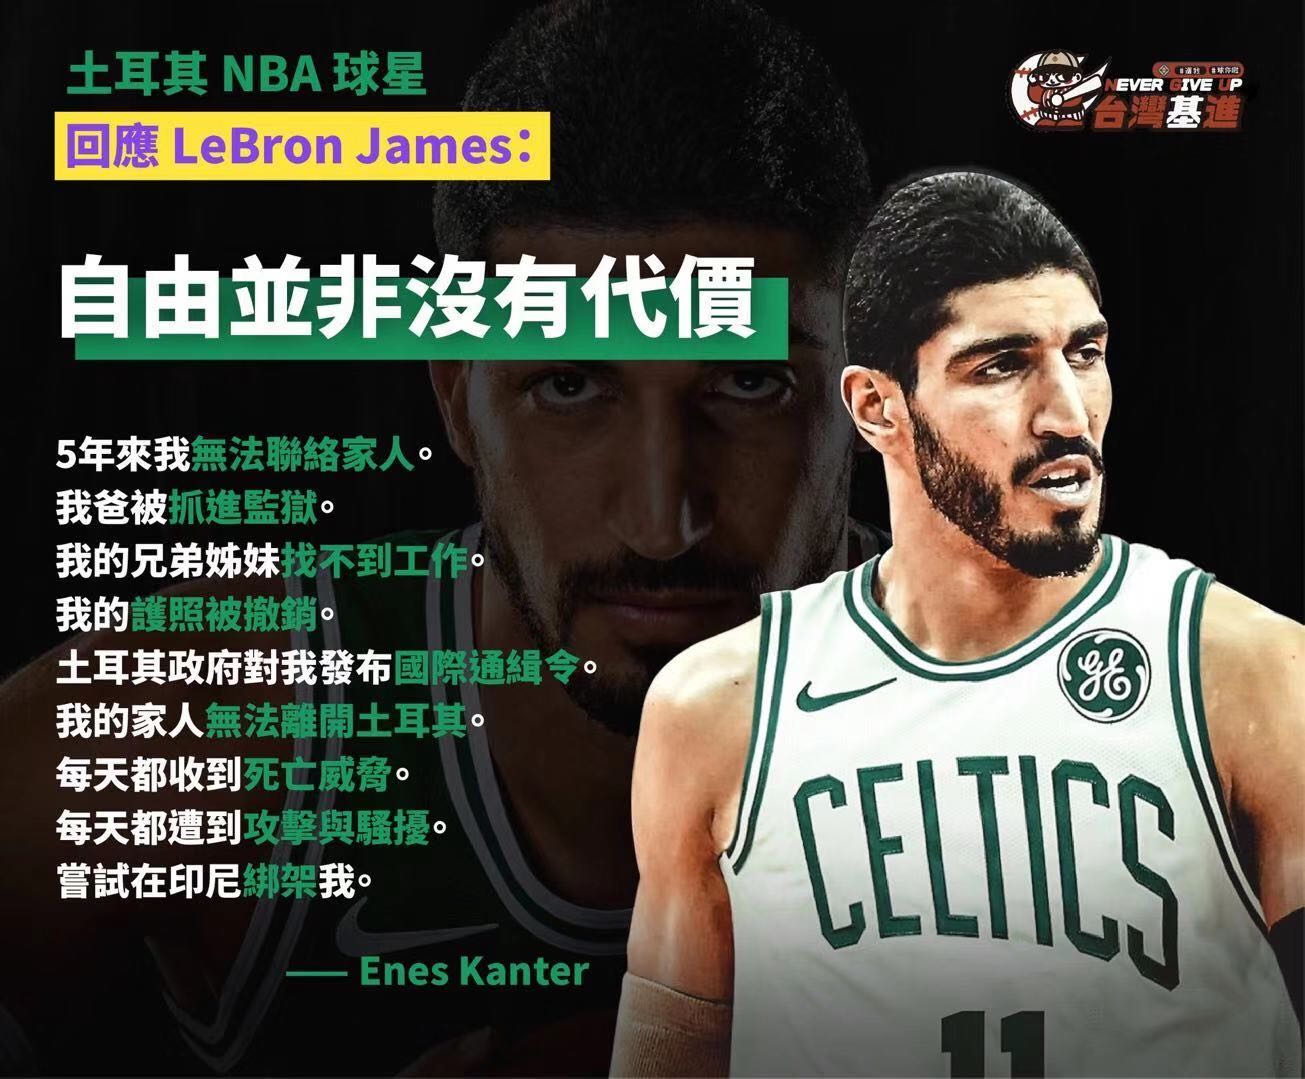 土耳其 NBA 球星
回應 LeBron James：
#運我 #球你啦
NEVER GIVE UP
台灣基進
自由並非沒有代價
5年來我無法聯絡家人。
我爸被抓進監獄。
我的兄弟姊妹找不到工作。
我的護照被撤銷。
土耳其政府對我發布國際通緝令。
我的家人無法離開土耳其。
每天都收到死亡威脅。
每天都遭到攻擊與騷擾。
嘗試在印尼綁架我。
—— Enes Kanter
GE
CELTICS
11